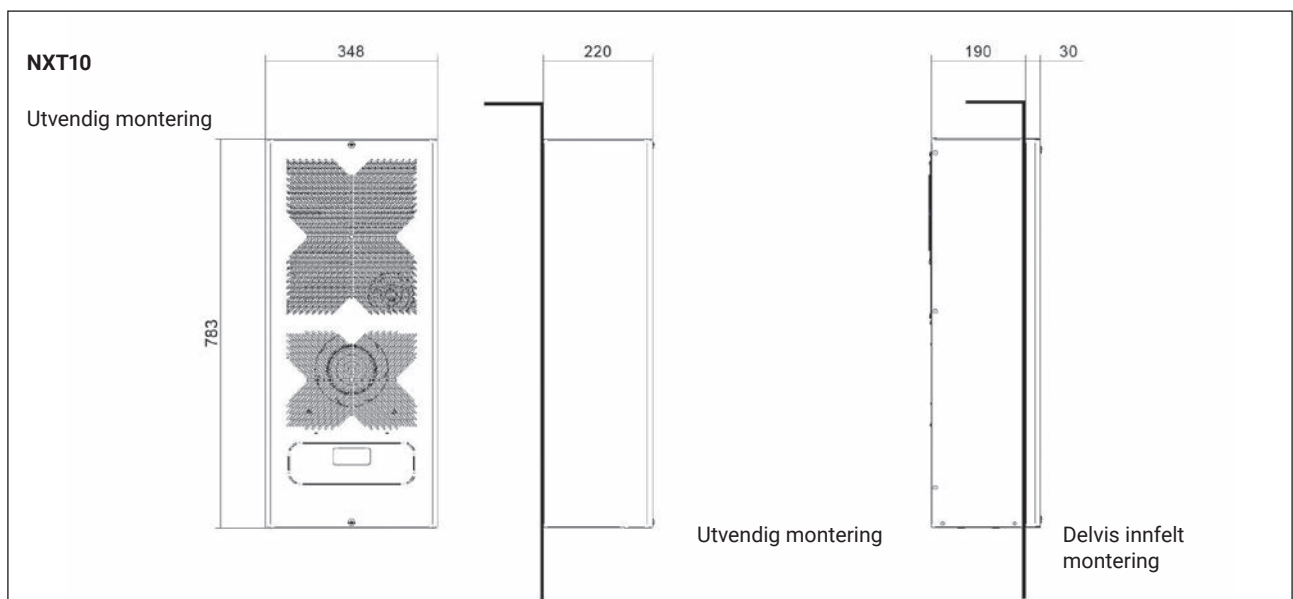 NXT10
348
220
190
30
Utvendig montering
783
Utvendig montering
Delvis innfelt
montering